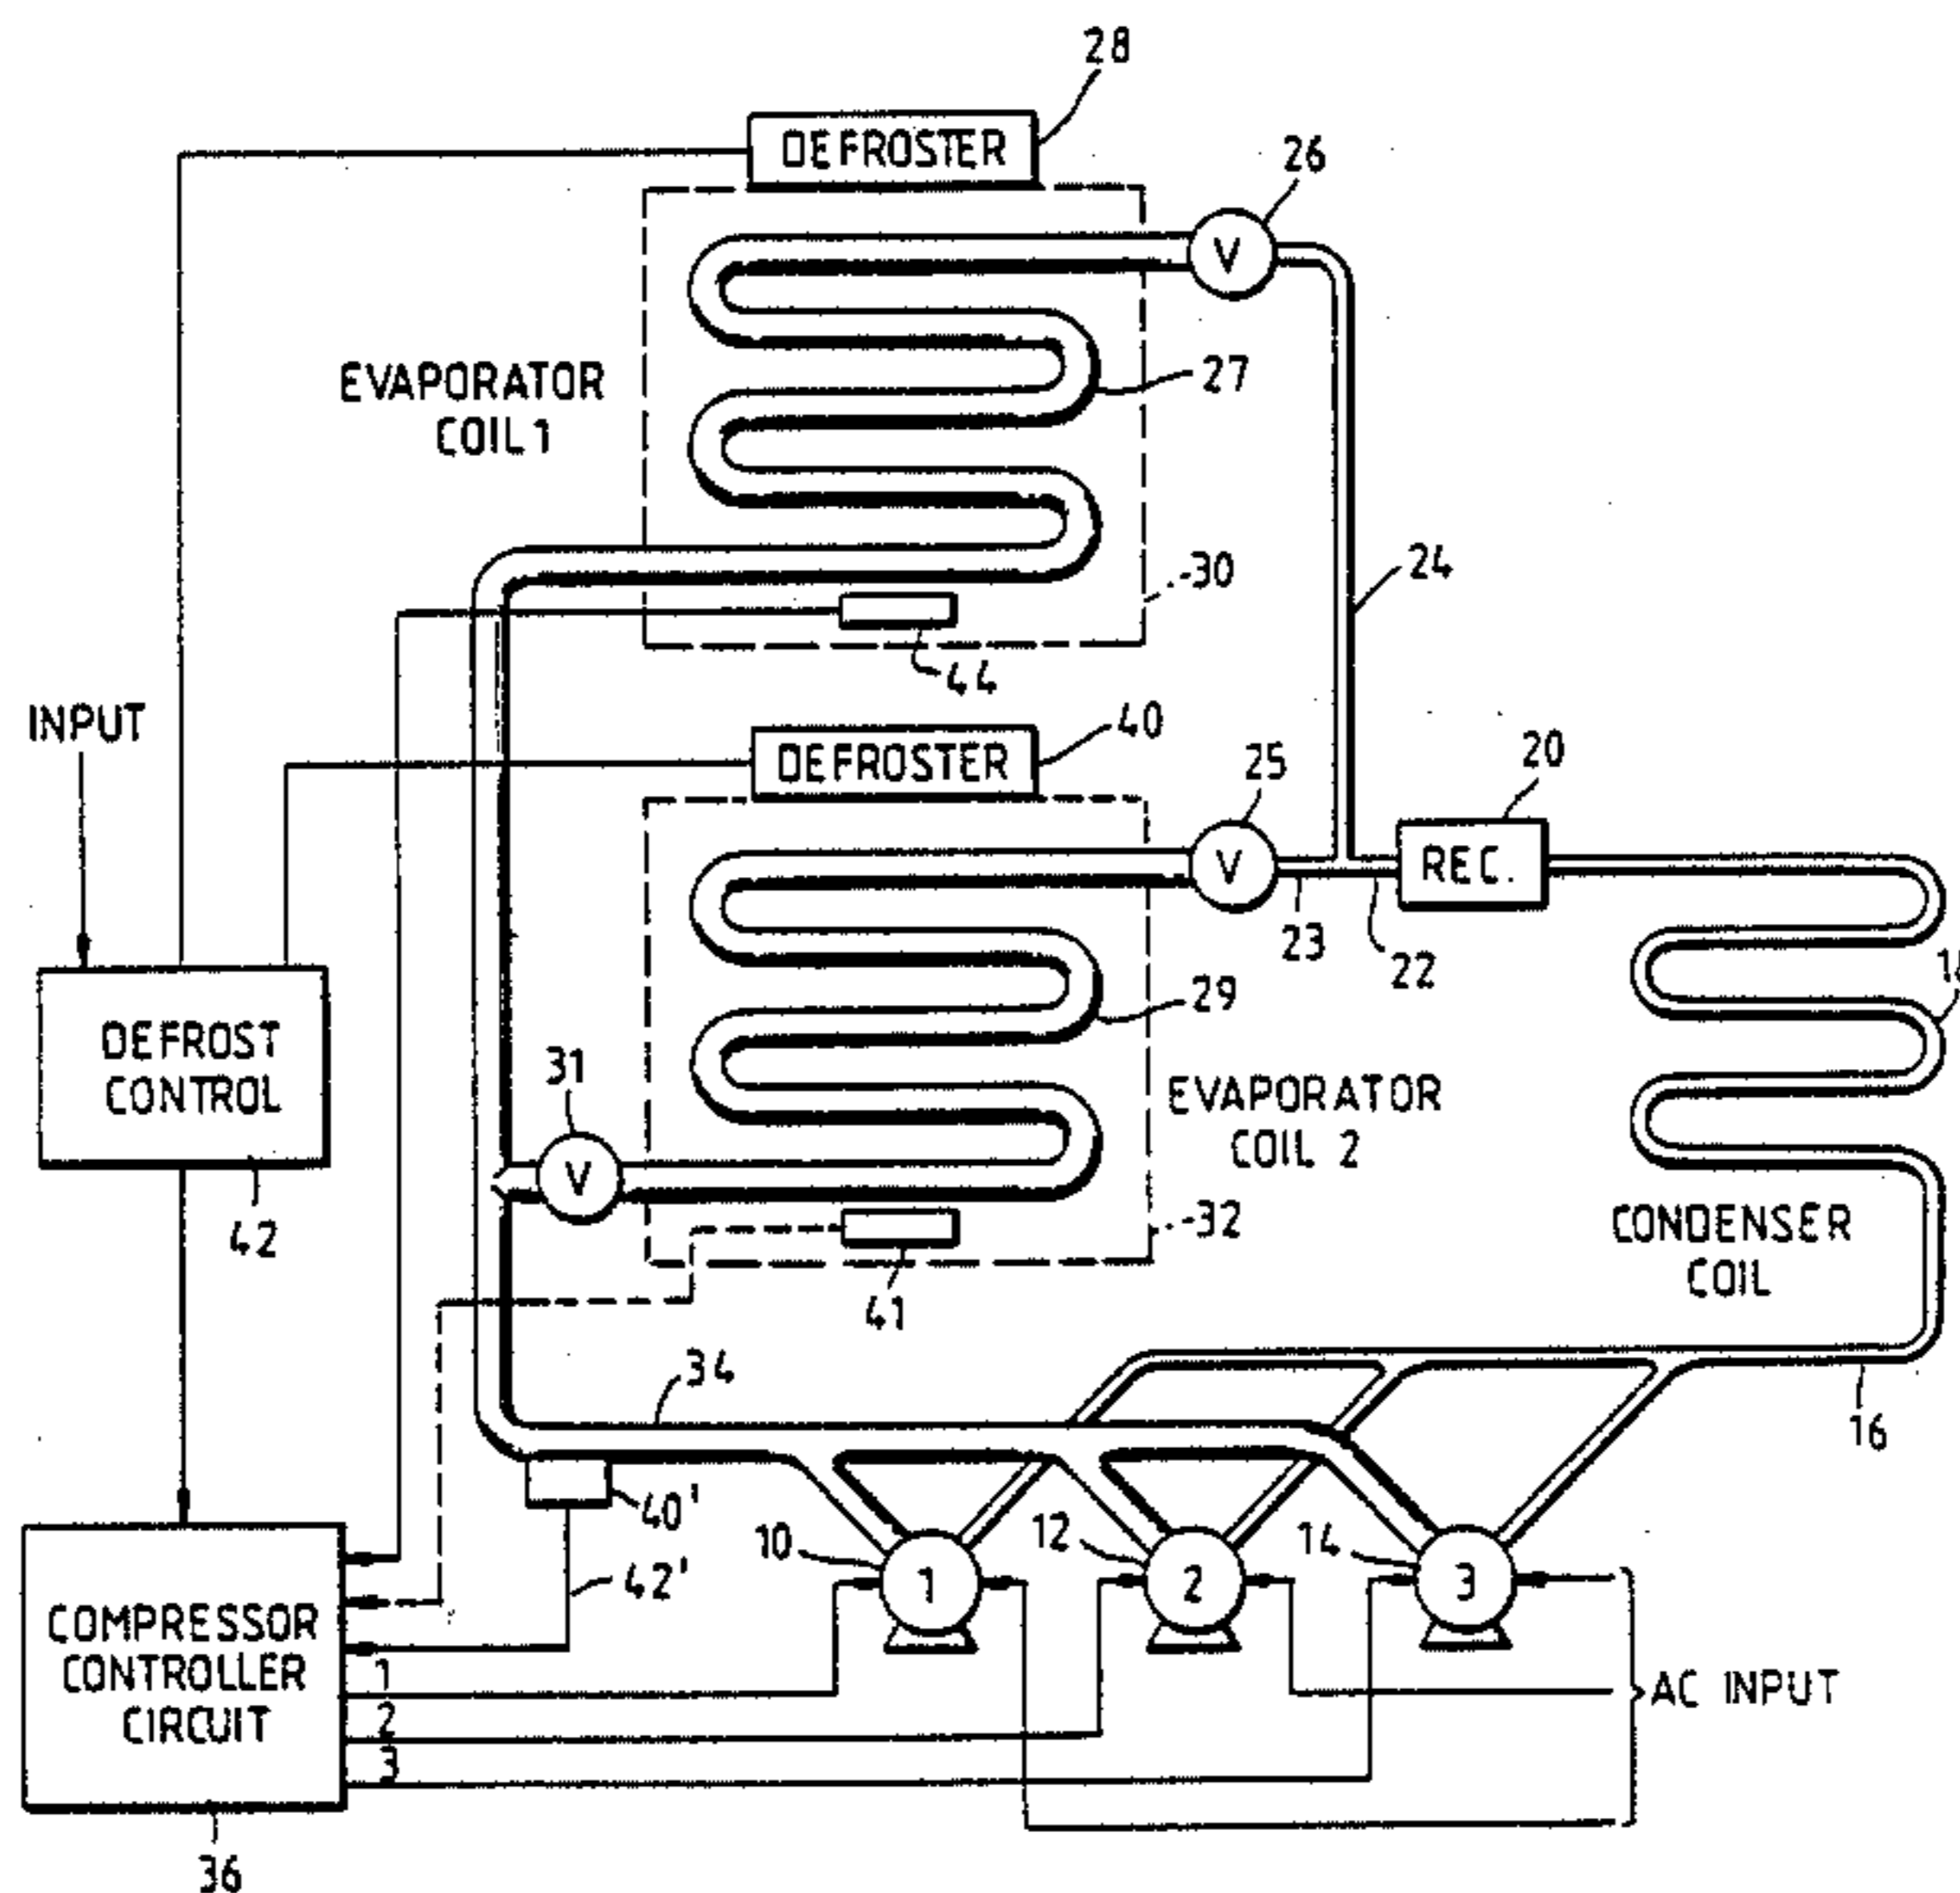 28
DEFROSTER
26
V
EVAPORATOR
COIL 1
27
24
30
44
INPUT
40
DEFROSTER
25
20
V
REC.
23
22
29
DEFROST
CONTROL
31
V
EVAPORATOR
COIL 2
42
32
41
CONDENSER
COIL
34
16
40'
10
12
14
1
2
3
42'
COMPRESSOR
CONTROLLER
CIRCUIT
1
2
3
AC INPUT
36